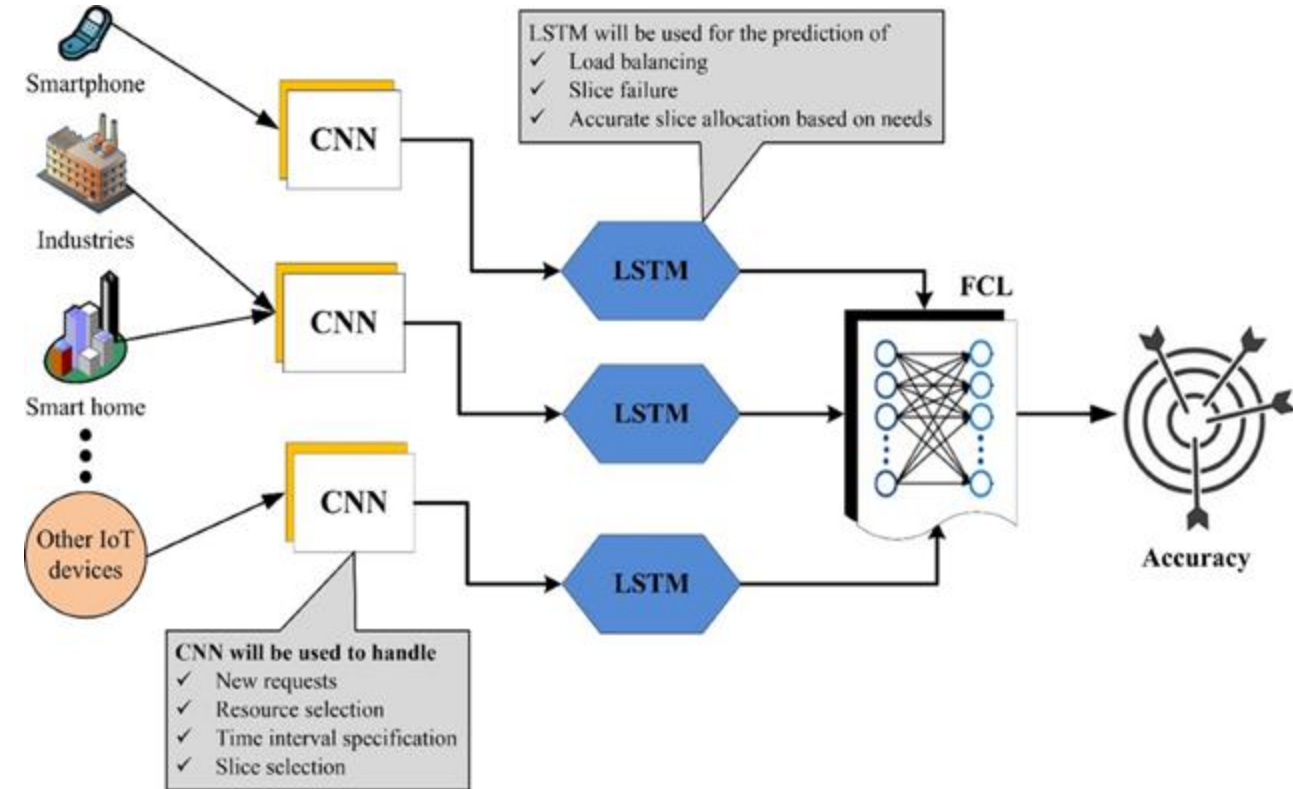 LSTM will be used for the prediction of
✓ Load balancing
✓ Slice failure
✓ Accurate slice allocation based on needs
Smartphone
CNN
Industries
LSTM
FCL
CNN
Smart home
LSTM
CNN
Other IoT
devices
LSTM
Accuracy
CNN will be used to handle
✓ New requests
✓ Resource selection
✓ Time interval specification
✓ Slice selection